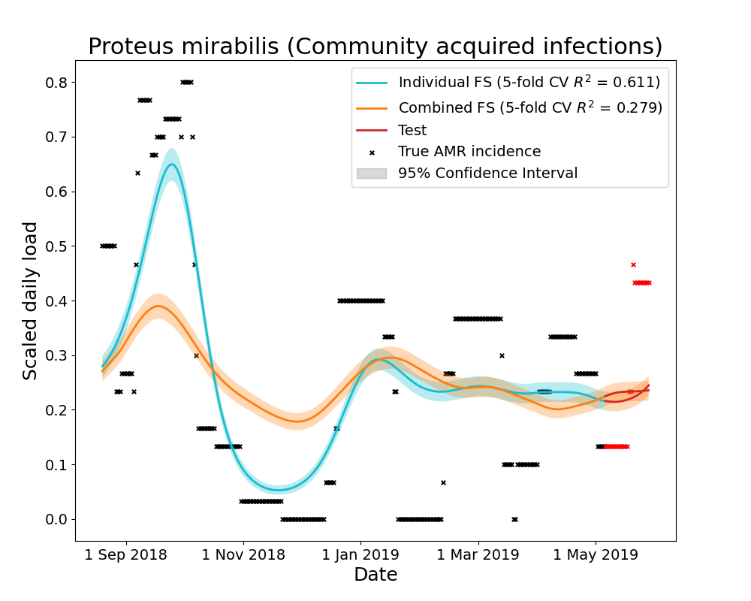 Proteus mirabilis (Community acquired infections)
Individual FS (5-fold CV R² = 0.611)
Combined FS (5-fold CV R² = 0.279)
Test
True AMR incidence
95% Confidence Interval
Scaled daily load
0.8
0.7
0.6
0.5
0.4
0.3
0.2
0.1
0.0
1 Sep 2018 1 Nov 2018 1 Jan 2019 1 Mar 2019 1 May 2019
Date